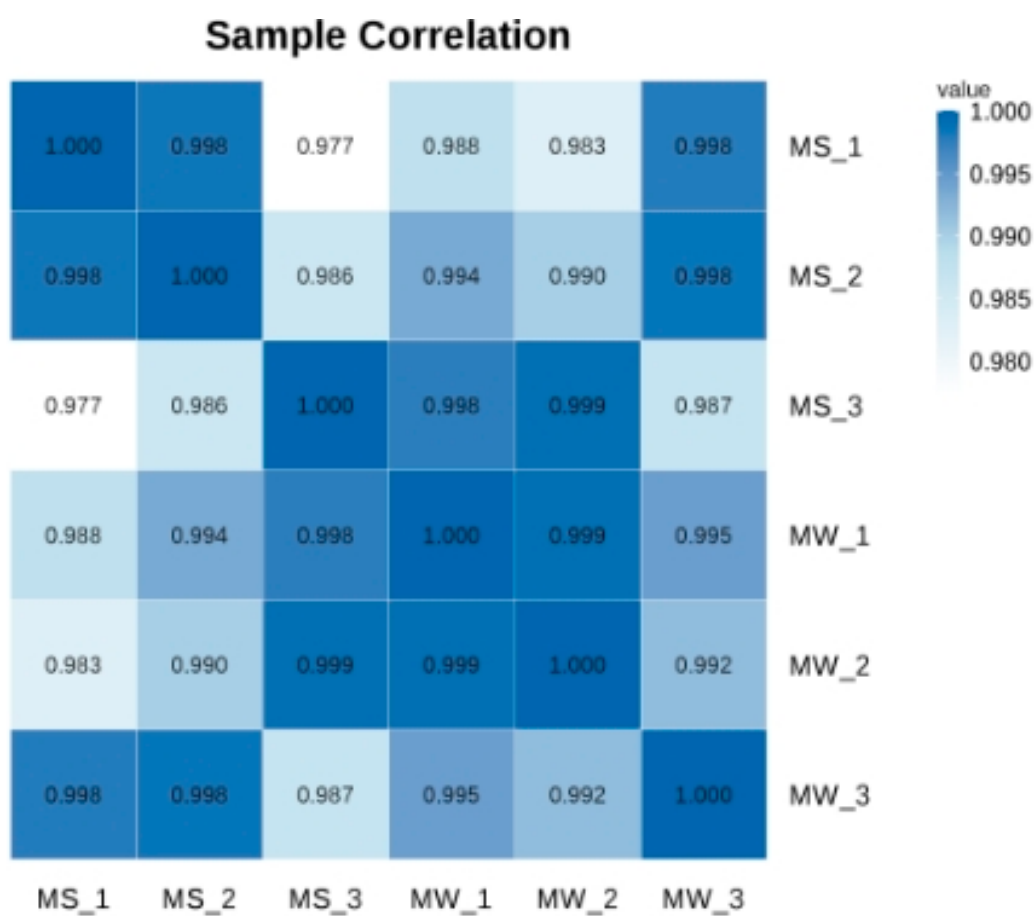 Sample Correlation
value
1.000 0.998 0.977 0.988 0.983 0.998 MS_1
0.998 1.000 0.986 0.994 0.990 0.998 MS_2
0.977 0.986 1.000 0.998 0.999 0.987 MS_3
0.988 0.994 0.998 1.000 0.999 0.995 MW_1
0.983 0.990 0.999 0.999 1.000 0.992 MW_2
0.998 0.998 0.987 0.995 0.992 1.000 MW_3
MS_1 MS_2 MS_3 MW_1 MW_2 MW_3
1.000
0.995
0.990
0.985
0.980